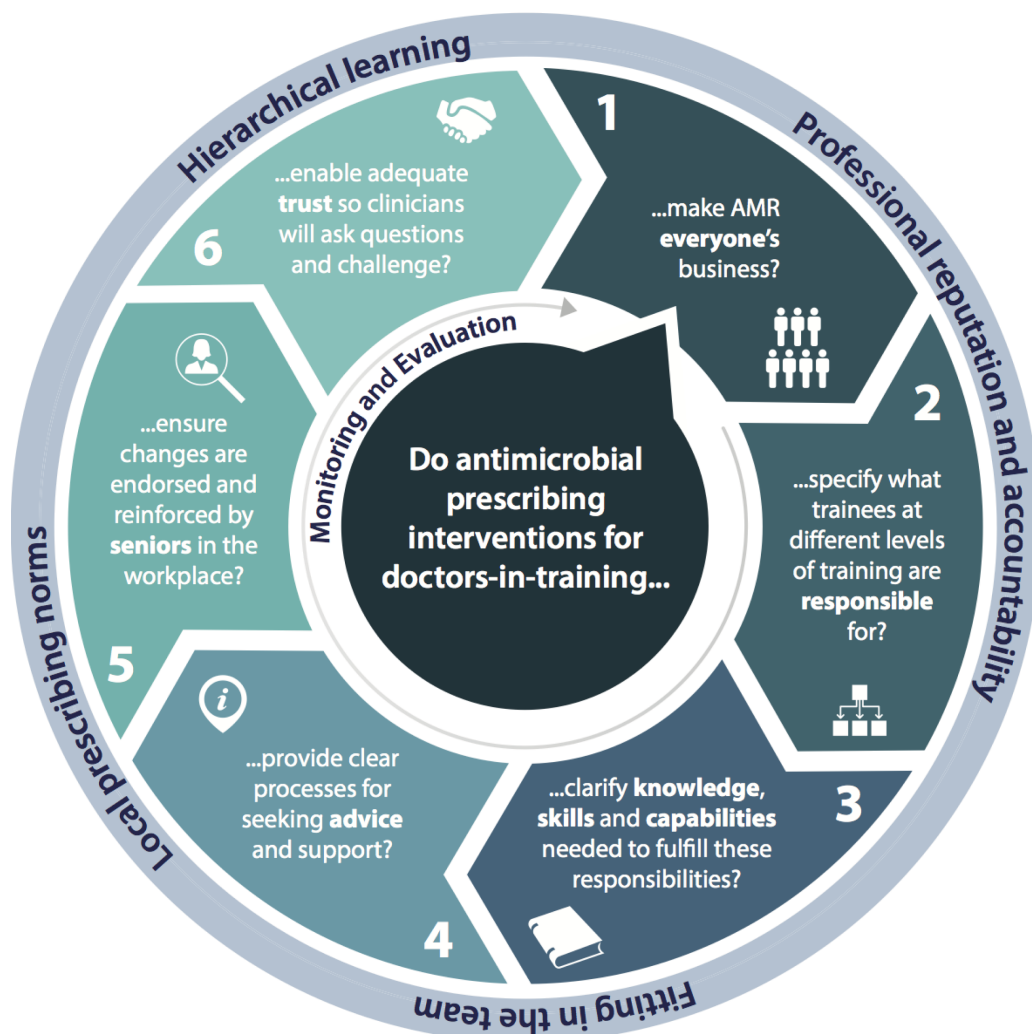 Hierarchical learning
Professional reputation and accountability
Fitting in the team
Local prescribing norms
Monitoring and Evaluation
Do antimicrobial
prescribing
interventions for
doctors-in-training...
1
...make AMR
everyone's
business?
2
...specify what
trainees at
different levels
of training are
responsible
for?
3
...clarify knowledge,
skills and capabilities
needed to fulfill these
responsibilities?
4
...provide clear
processes for
seeking advice
and support?
5
...ensure
changes are
endorsed and
reinforced by
seniors in the
workplace?
6
...enable adequate
trust so clinicians
will ask questions
and challenge?
i